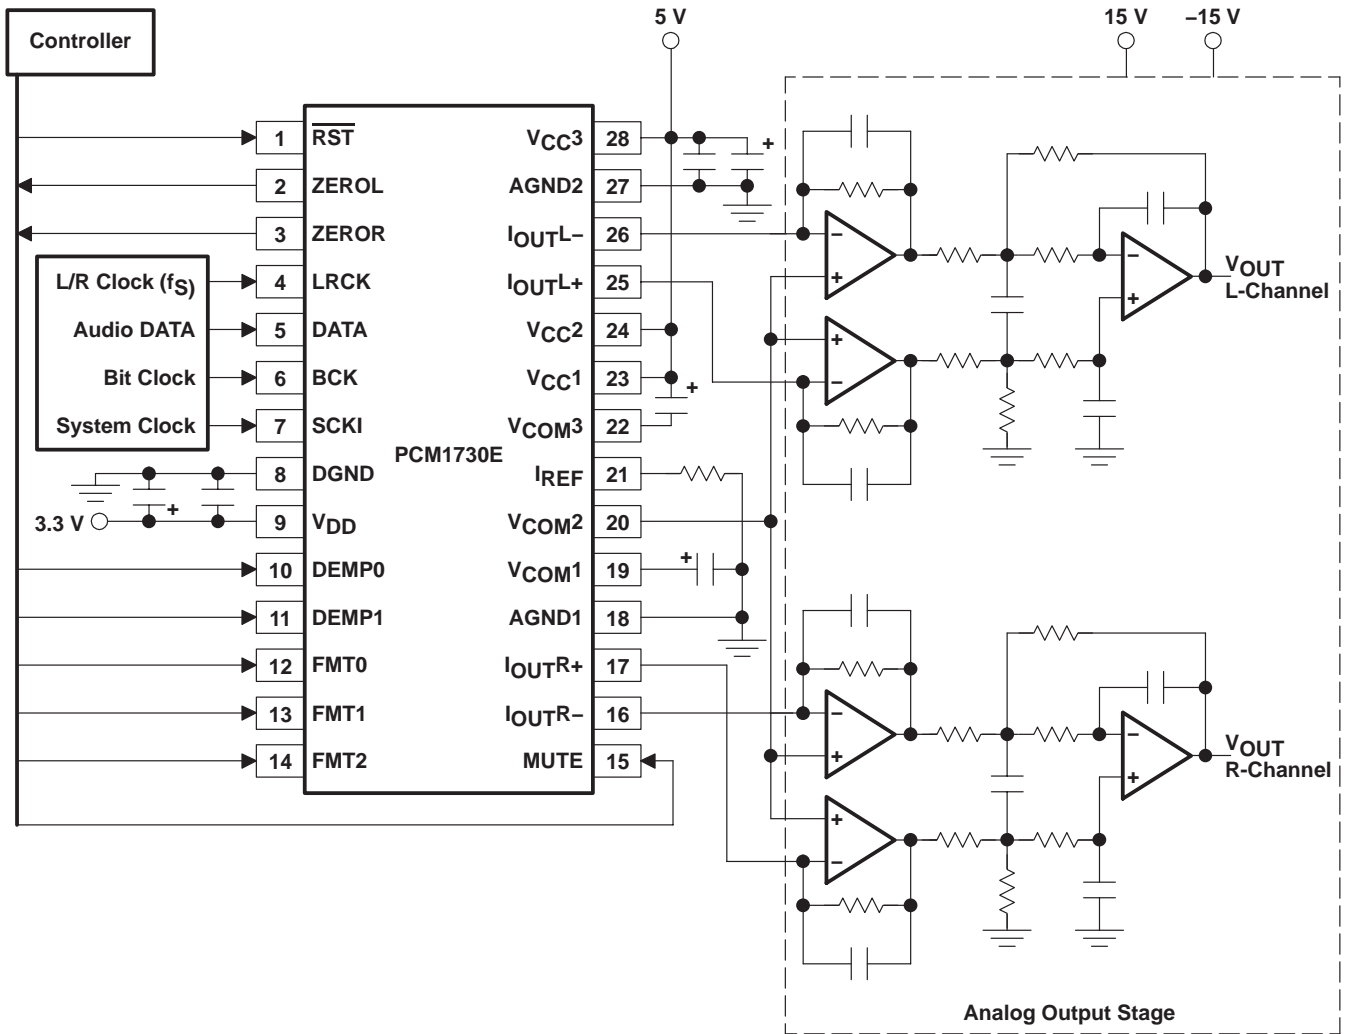 5 V
15 V
–15 V
Controller
1 RST
2 ZEROL
3 ZEROR
L/R Clock (fS)
4 LRCK
Audio DATA
5 DATA
Bit Clock
6 BCK
System Clock
7 SCKI
8 DGND
3.3 V
+
9 VDD
10 DEMP0
11 DEMP1
12 FMT0
13 FMT1
14 FMT2
PCM1730E
VCC3 28
+
AGND2 27
IOUTL– 26
IOUTL+ 25
VCC2 24
VCC1 23
+
VCOM3 22
IREF 21
VCOM2 20
VCOM1 19
+
AGND1 18
IOUTR+ 17
IOUTR– 16
MUTE 15
–
+
+
–
–
+
VOUT
L-Channel
–
+
+
–
–
+
VOUT
R-Channel
Analog Output Stage